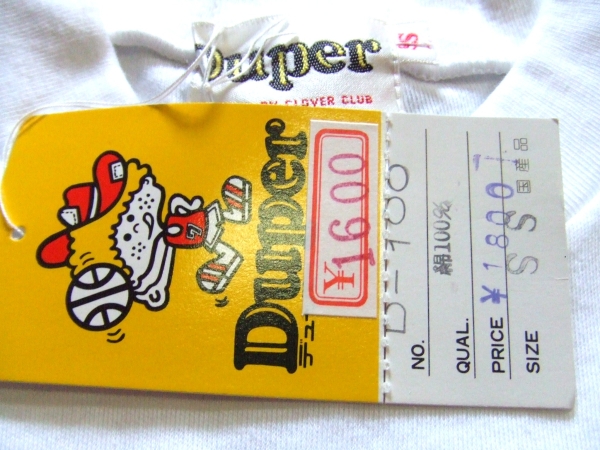 Duper
BY CLOVER CLUB
S
Duper
デュ
¥1600
NO. D-100
QUAL. 綿100%
PRICE ¥1800
SIZE SS
国産品